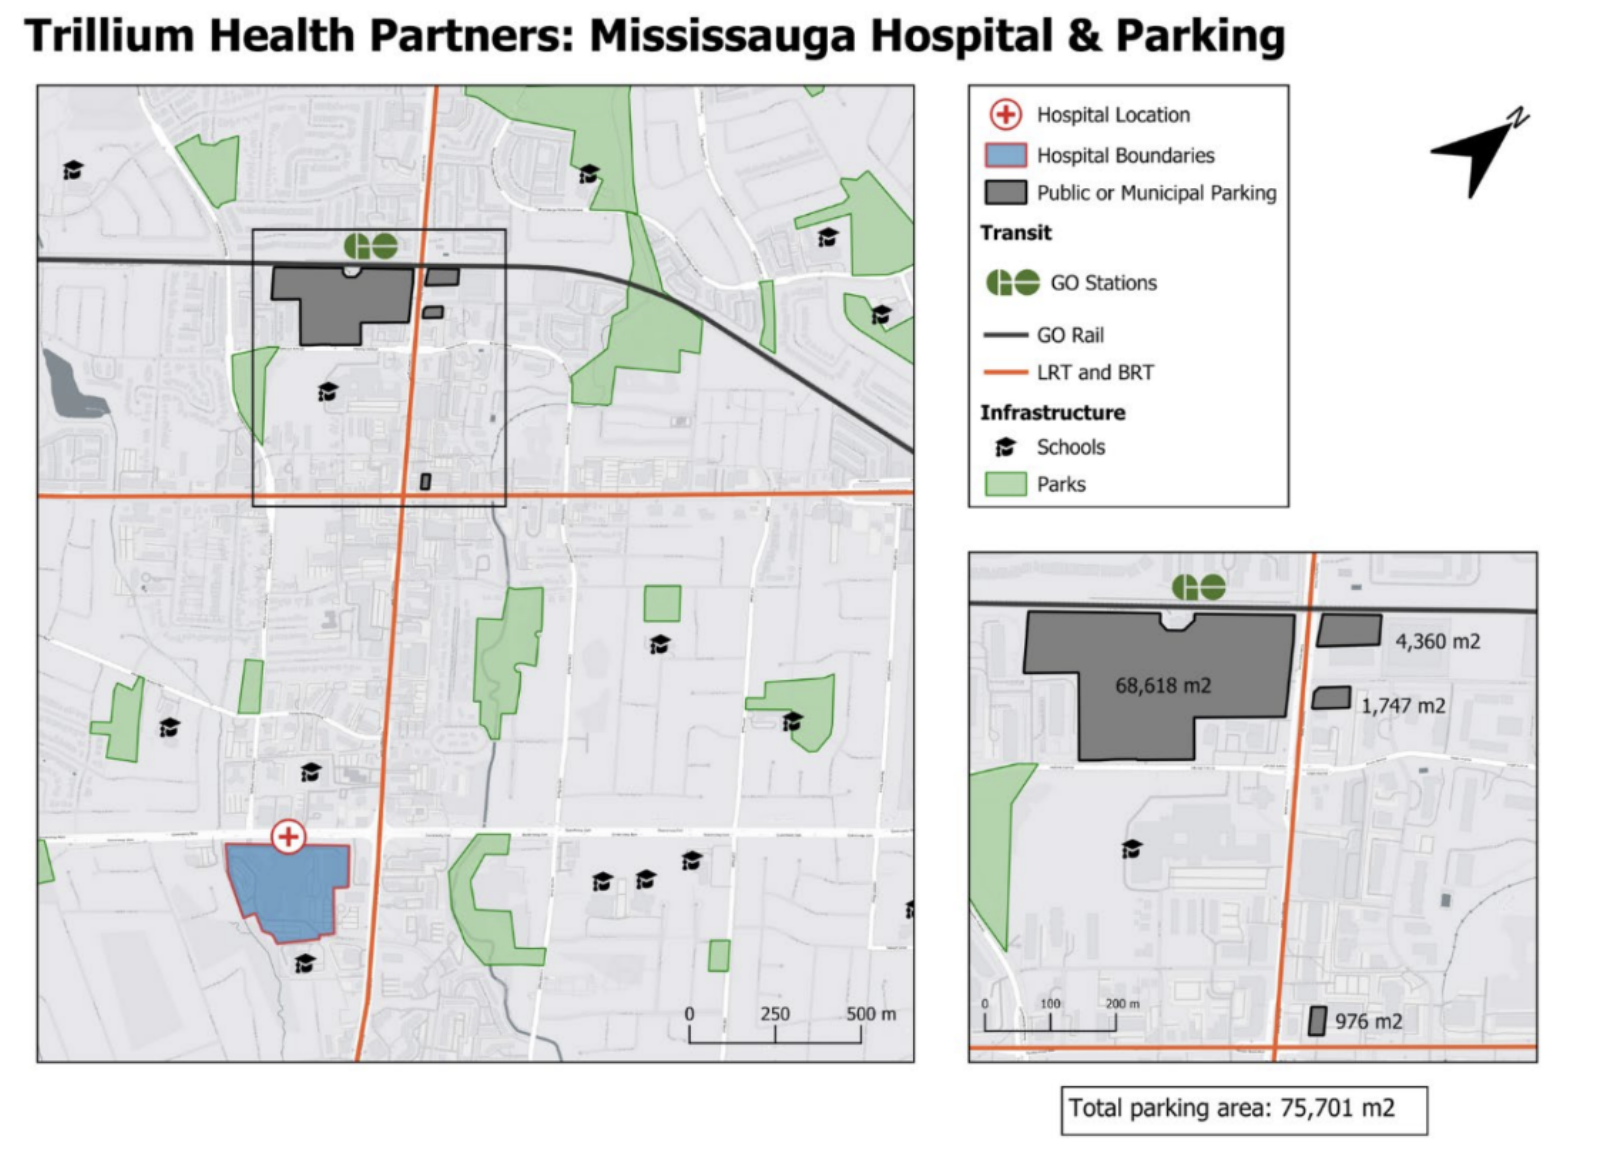 Trillium Health Partners: Mississauga Hospital & Parking
Hospital Location
Hospital Boundaries
Public or Municipal Parking
Transit
GO Stations
GO Rail
LRT and BRT
Infrastructure
Schools
Parks
N
GO
0 250 500 m
GO
4,360 m2
68,618 m2
1,747 m2
0 100 200 m
976 m2
Total parking area: 75,701 m2